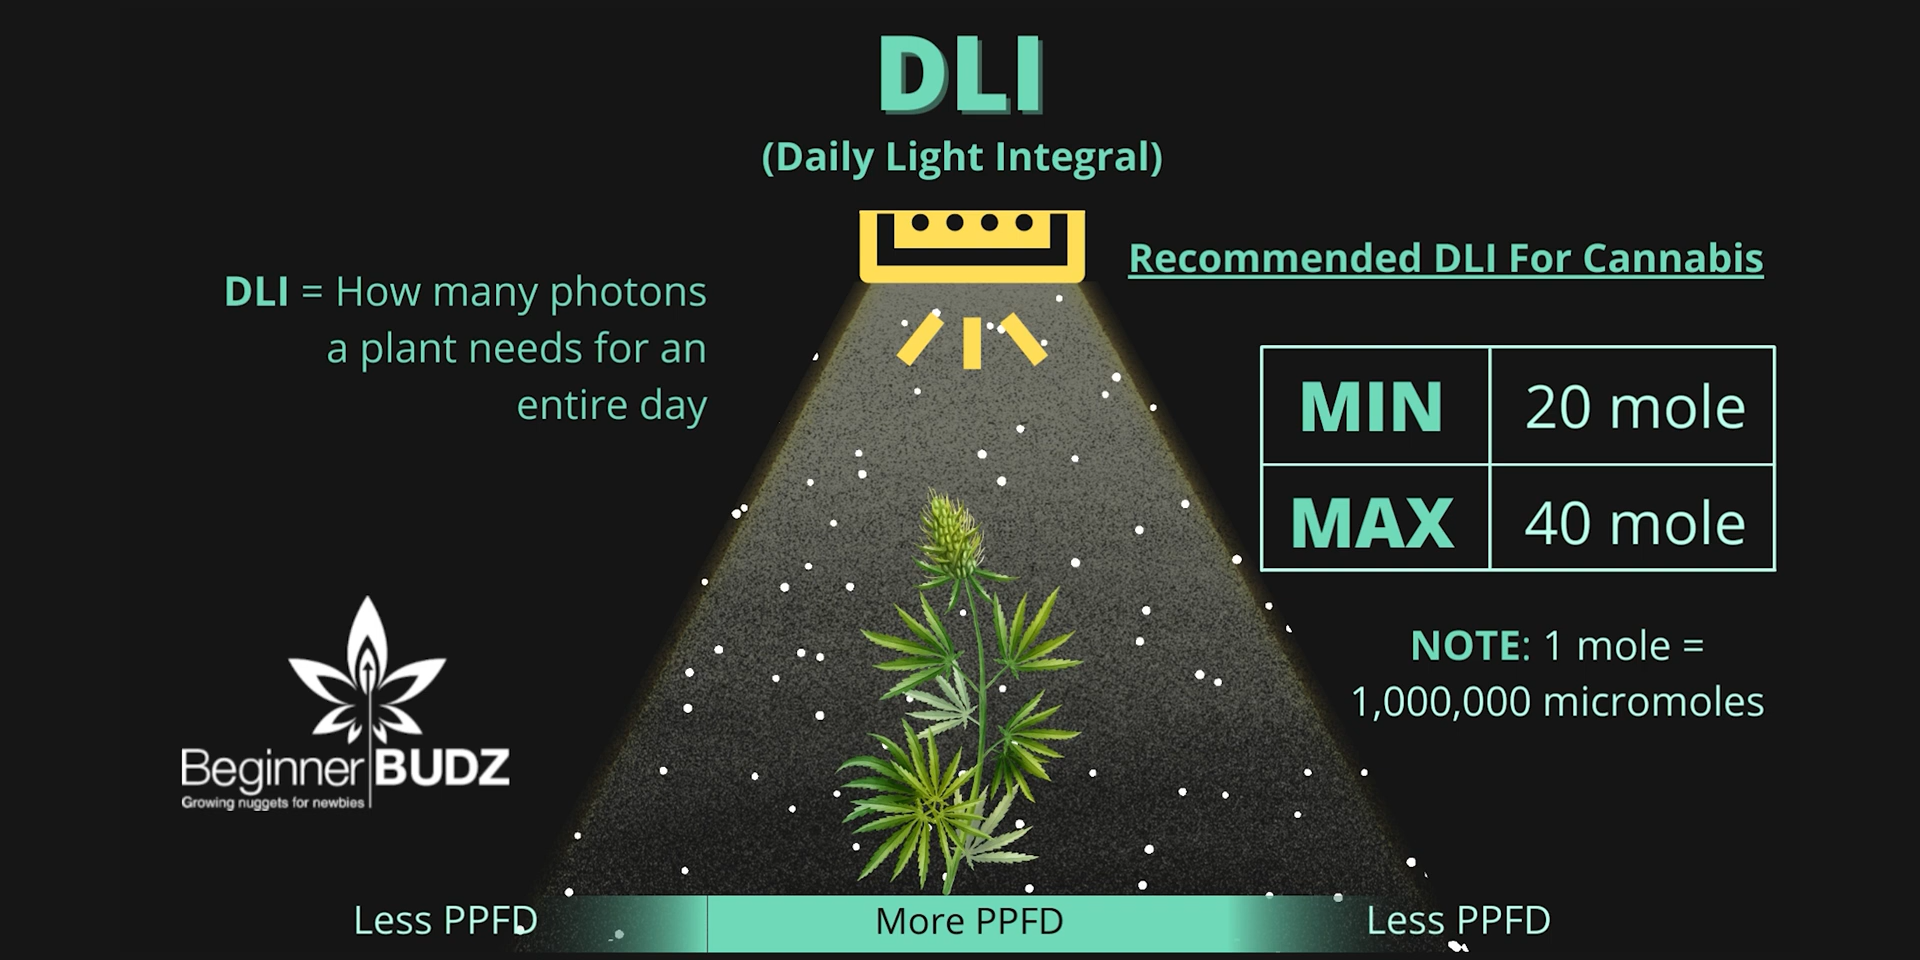 DLI
(Daily Light Integral)
DLI = How many photons
a plant needs for an
entire day
Recommended DLI For Cannabis
MIN 20 mole
MAX 40 mole
NOTE: 1 mole =
1,000,000 micromoles
Beginner BUDZ
Growing nuggets for newbies
Less PPFD
More PPFD
Less PPFD